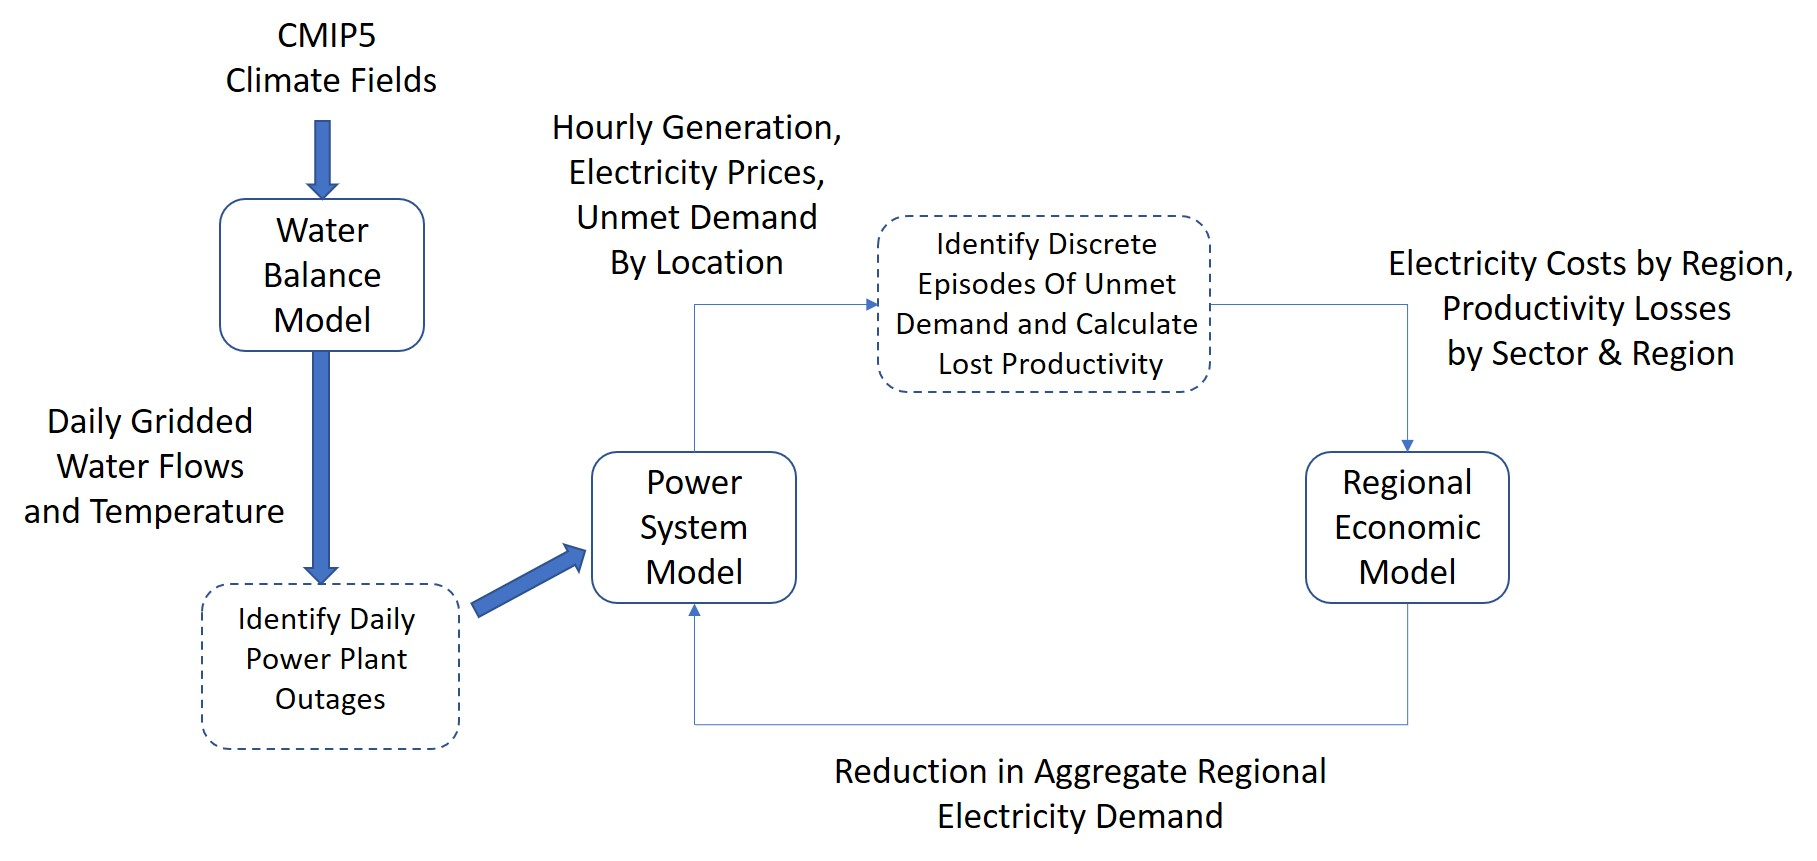 CMIP5
Climate Fields
Water
Balance
Model
Daily Gridded
Water Flows
and Temperature
Identify Daily
Power Plant
Outages
Hourly Generation,
Electricity Prices,
Unmet Demand
By Location
Power
System
Model
Identify Discrete
Episodes Of Unmet
Demand and Calculate
Lost Productivity
Electricity Costs by Region,
Productivity Losses
by Sector & Region
Regional
Economic
Model
Reduction in Aggregate Regional
Electricity Demand